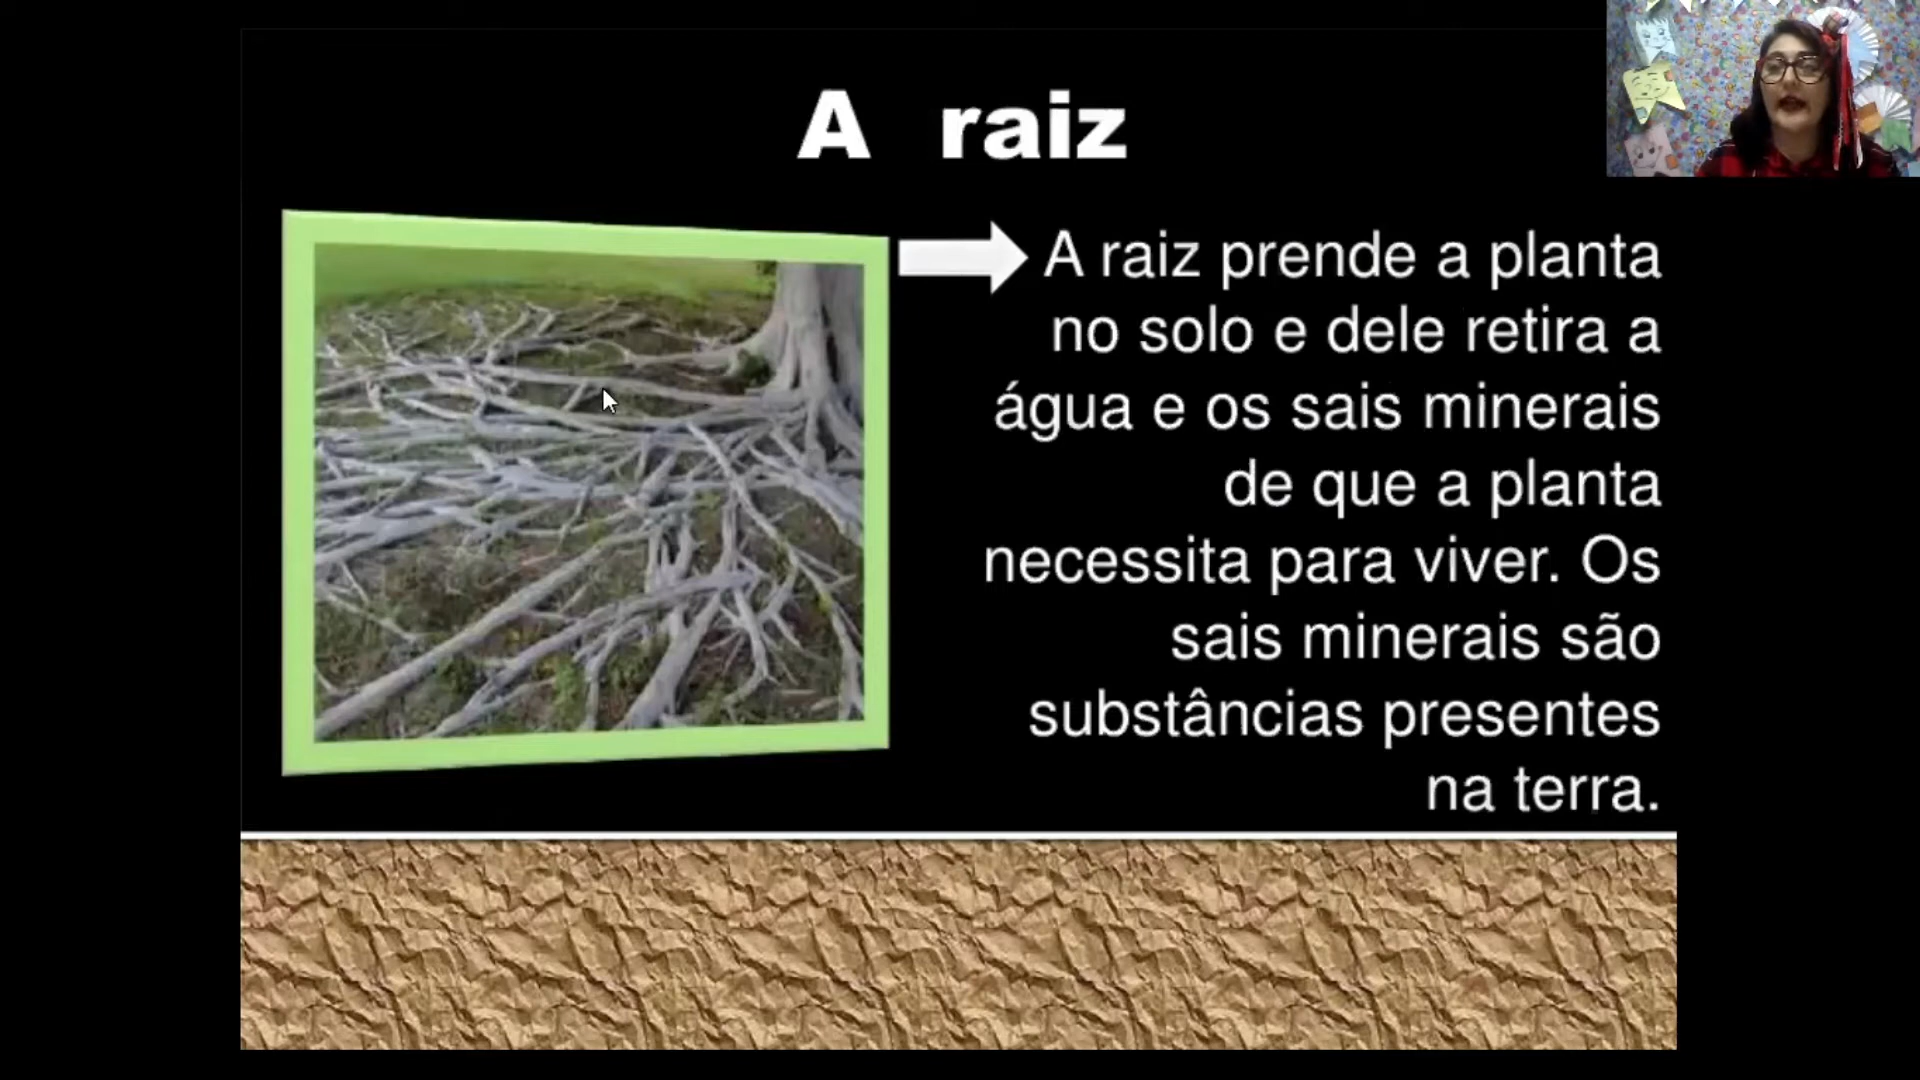 A raiz
A raiz prende a planta
no solo e dele retira a
água e os sais minerais
de que a planta
necessita para viver. Os
sais minerais são
substâncias presentes
na terra.